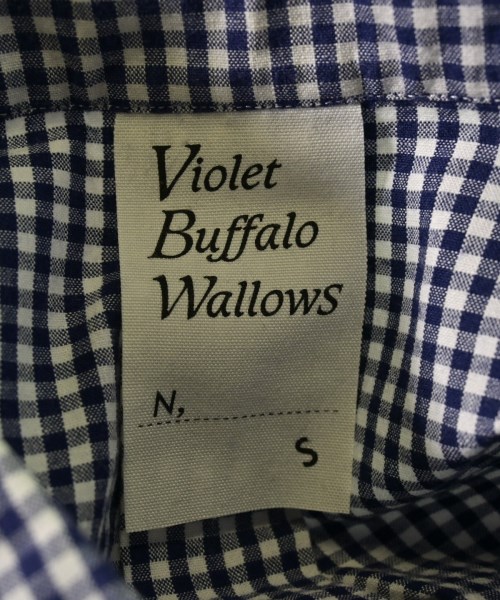 Violet
Buffalo
Wallows
N,
S